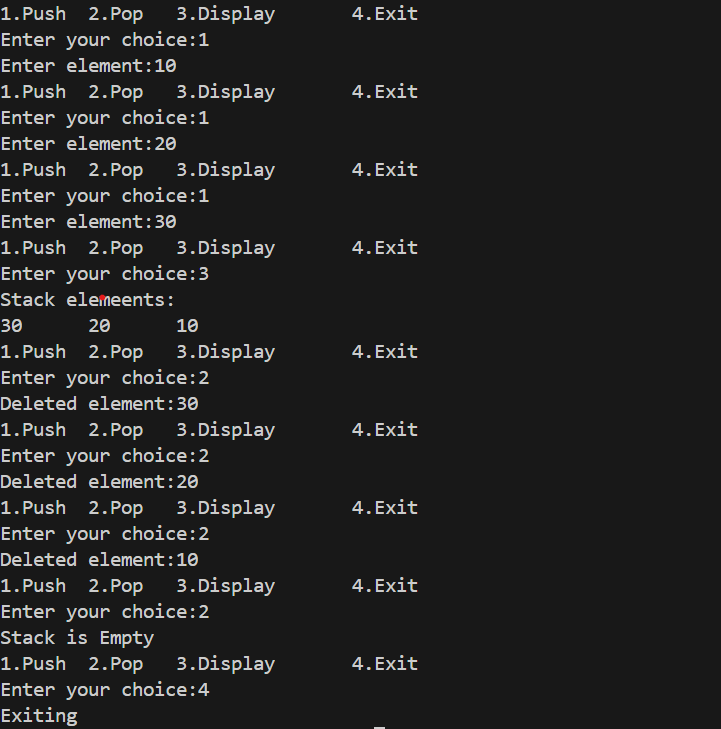 1.Push  2.Pop   3.Display       4.Exit
Enter your choice:1
Enter element:10
1.Push  2.Pop   3.Display       4.Exit
Enter your choice:1
Enter element:20
1.Push  2.Pop   3.Display       4.Exit
Enter your choice:1
Enter element:30
1.Push  2.Pop   3.Display       4.Exit
Enter your choice:3
Stack elemeents:
30      20      10
1.Push  2.Pop   3.Display       4.Exit
Enter your choice:2
Deleted element:30
1.Push  2.Pop   3.Display       4.Exit
Enter your choice:2
Deleted element:20
1.Push  2.Pop   3.Display       4.Exit
Enter your choice:2
Deleted element:10
1.Push  2.Pop   3.Display       4.Exit
Enter your choice:2
Stack is Empty
1.Push  2.Pop   3.Display       4.Exit
Enter your choice:4
Exiting